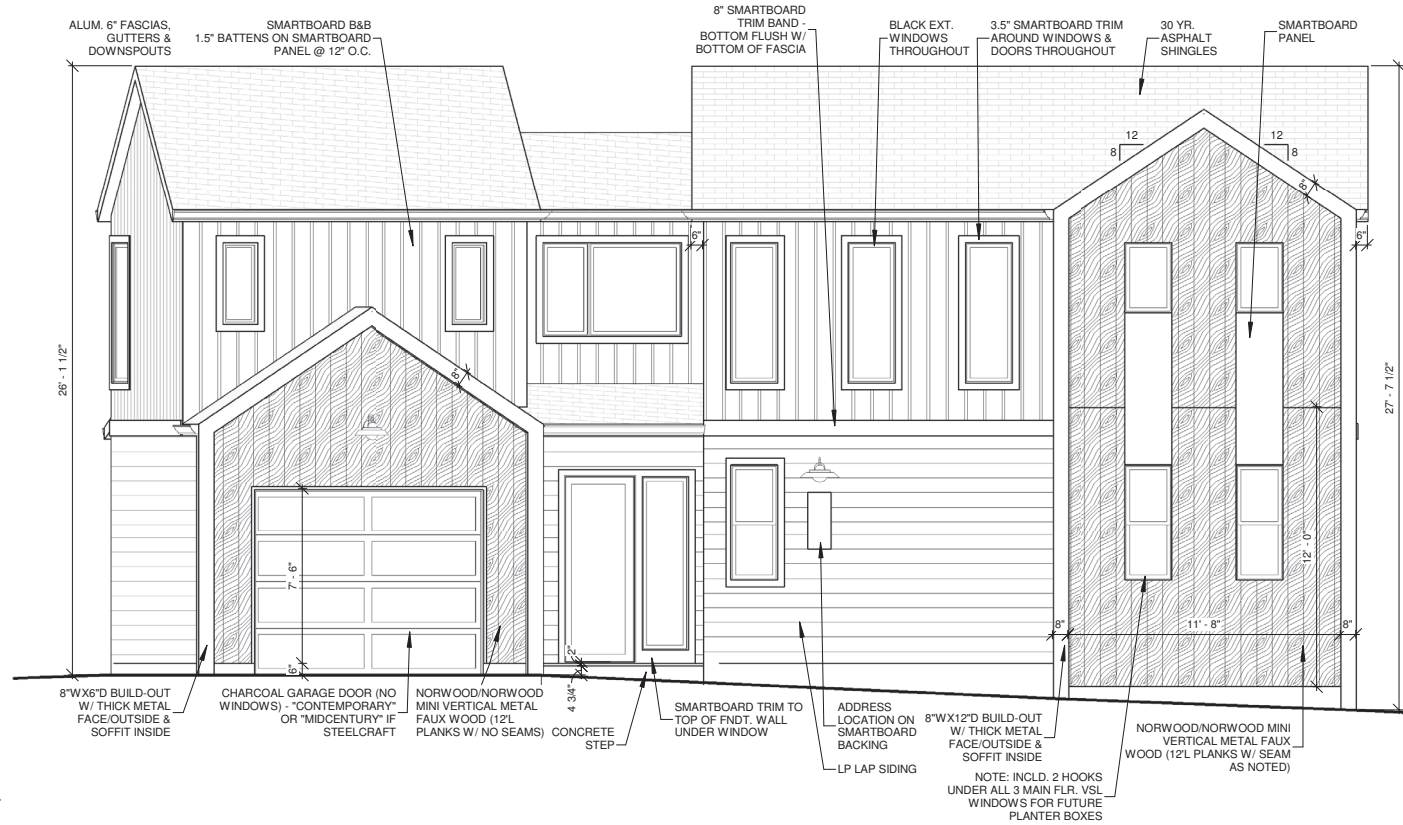 ALUM. 6" FASCIAS,
GUTTERS &
DOWNSPOUTS
SMARTBOARD B&B
1.5" BATTENS ON SMARTBOARD
PANEL @ 12" O.C.
8" SMARTBOARD
TRIM BAND -
BOTTOM FLUSH W/
BOTTOM OF FASCIA
BLACK EXT.
WINDOWS
THROUGHOUT
3.5" SMARTBOARD TRIM
AROUND WINDOWS &
DOORS THROUGHOUT
30 YR.
ASPHALT
SHINGLES
SMARTBOARD
PANEL
12
8
12
8
8"
6"
6"
26' - 1 1/2"
27' - 7 1/2"
8"
7' - 6"
6"
2"
4 3/4"
12' - 0"
8"
11' - 8"
8"
8"WX6"D BUILD-OUT
W/ THICK METAL
FACE/OUTSIDE &
SOFFIT INSIDE
CHARCOAL GARAGE DOOR (NO
WINDOWS) - "CONTEMPORARY"
OR "MIDCENTURY" IF
STEELCRAFT
NORWOOD/NORWOOD
MINI VERTICAL METAL
FAUX WOOD (12'L
PLANKS W/ NO SEAMS)
CONCRETE
STEP
SMARTBOARD TRIM TO
TOP OF FNDT. WALL
UNDER WINDOW
ADDRESS
LOCATION ON
SMARTBOARD
BACKING
LP LAP SIDING
8"WX12"D BUILD-OUT
W/ THICK METAL
FACE/OUTSIDE &
SOFFIT INSIDE
NOTE: INCLD. 2 HOOKS
UNDER ALL 3 MAIN FLR. VSL
WINDOWS FOR FUTURE
PLANTER BOXES
NORWOOD/NORWOOD MINI
VERTICAL METAL FAUX
WOOD (12'L PLANKS W/ SEAM
AS NOTED)